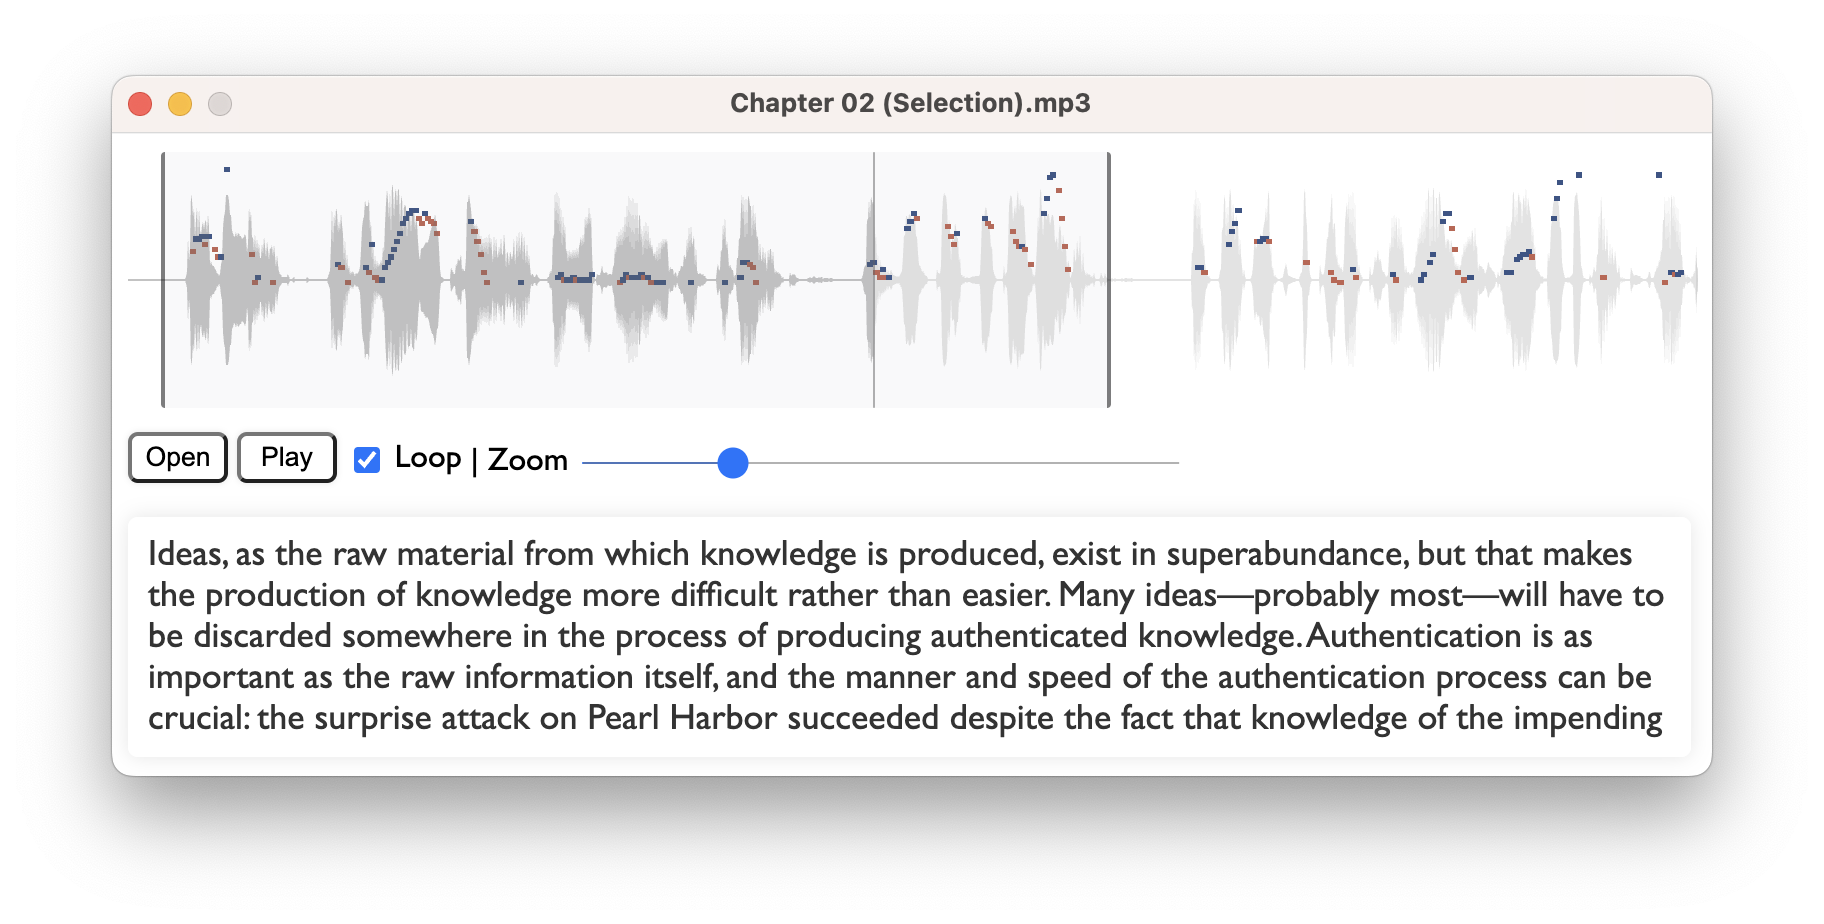 Chapter 02 (Selection).mp3
Open Play Loop | Zoom
Ideas, as the raw material from which knowledge is produced, exist in superabundance, but that makes
the production of knowledge more difficult rather than easier. Many ideas—probably most—will have to
be discarded somewhere in the process of producing authenticated knowledge. Authentication is as
important as the raw information itself, and the manner and speed of the authentication process can be
crucial: the surprise attack on Pearl Harbor succeeded despite the fact that knowledge of the impending